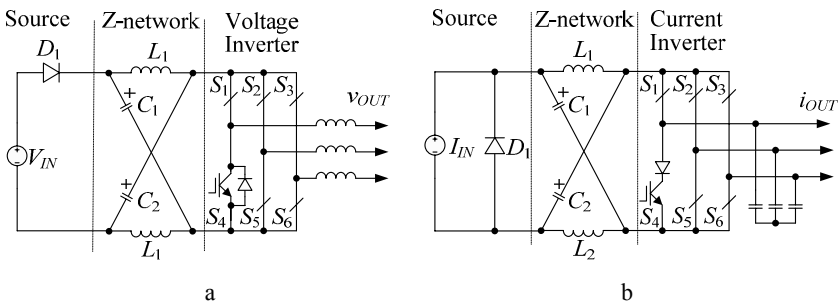 Source Z-network Voltage Inverter
D1 L1
S1 S2 S3
vOUT
+ C1
VIN
+ C2
S4 S5 S6
L1
a
Source Z-network Current Inverter
L1
S1 S2 S3
iOUT
+ C1
IIN D1
+ C2
S4 S5 S6
L2
b